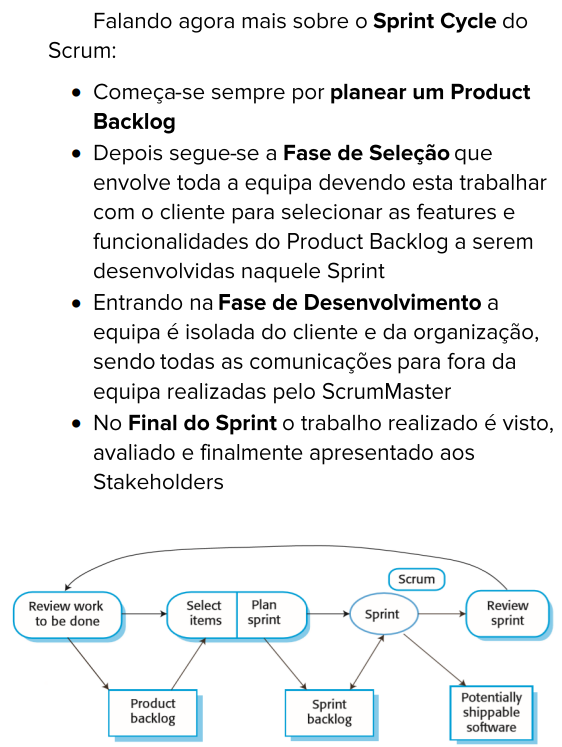 Falando agora mais sobre o Sprint Cycle do
Scrum:
• Começa-se sempre por planear um Product
Backlog
• Depois segue-se a Fase de Seleção que
envolve toda a equipa devendo esta trabalhar
com o cliente para selecionar as features e
funcionalidades do Product Backlog a serem
desenvolvidas naquele Sprint
• Entrando na Fase de Desenvolvimento a
equipa é isolada do cliente e da organização,
sendo todas as comunicações para fora da
equipa realizadas pelo ScrumMaster
• No Final do Sprint o trabalho realizado é visto,
avaliado e finalmente apresentado aos
Stakeholders
Scrum
Review work
to be done
Select
items
Plan
sprint
Sprint
Review
sprint
Product
backlog
Sprint
backlog
Potentially
shippable
software